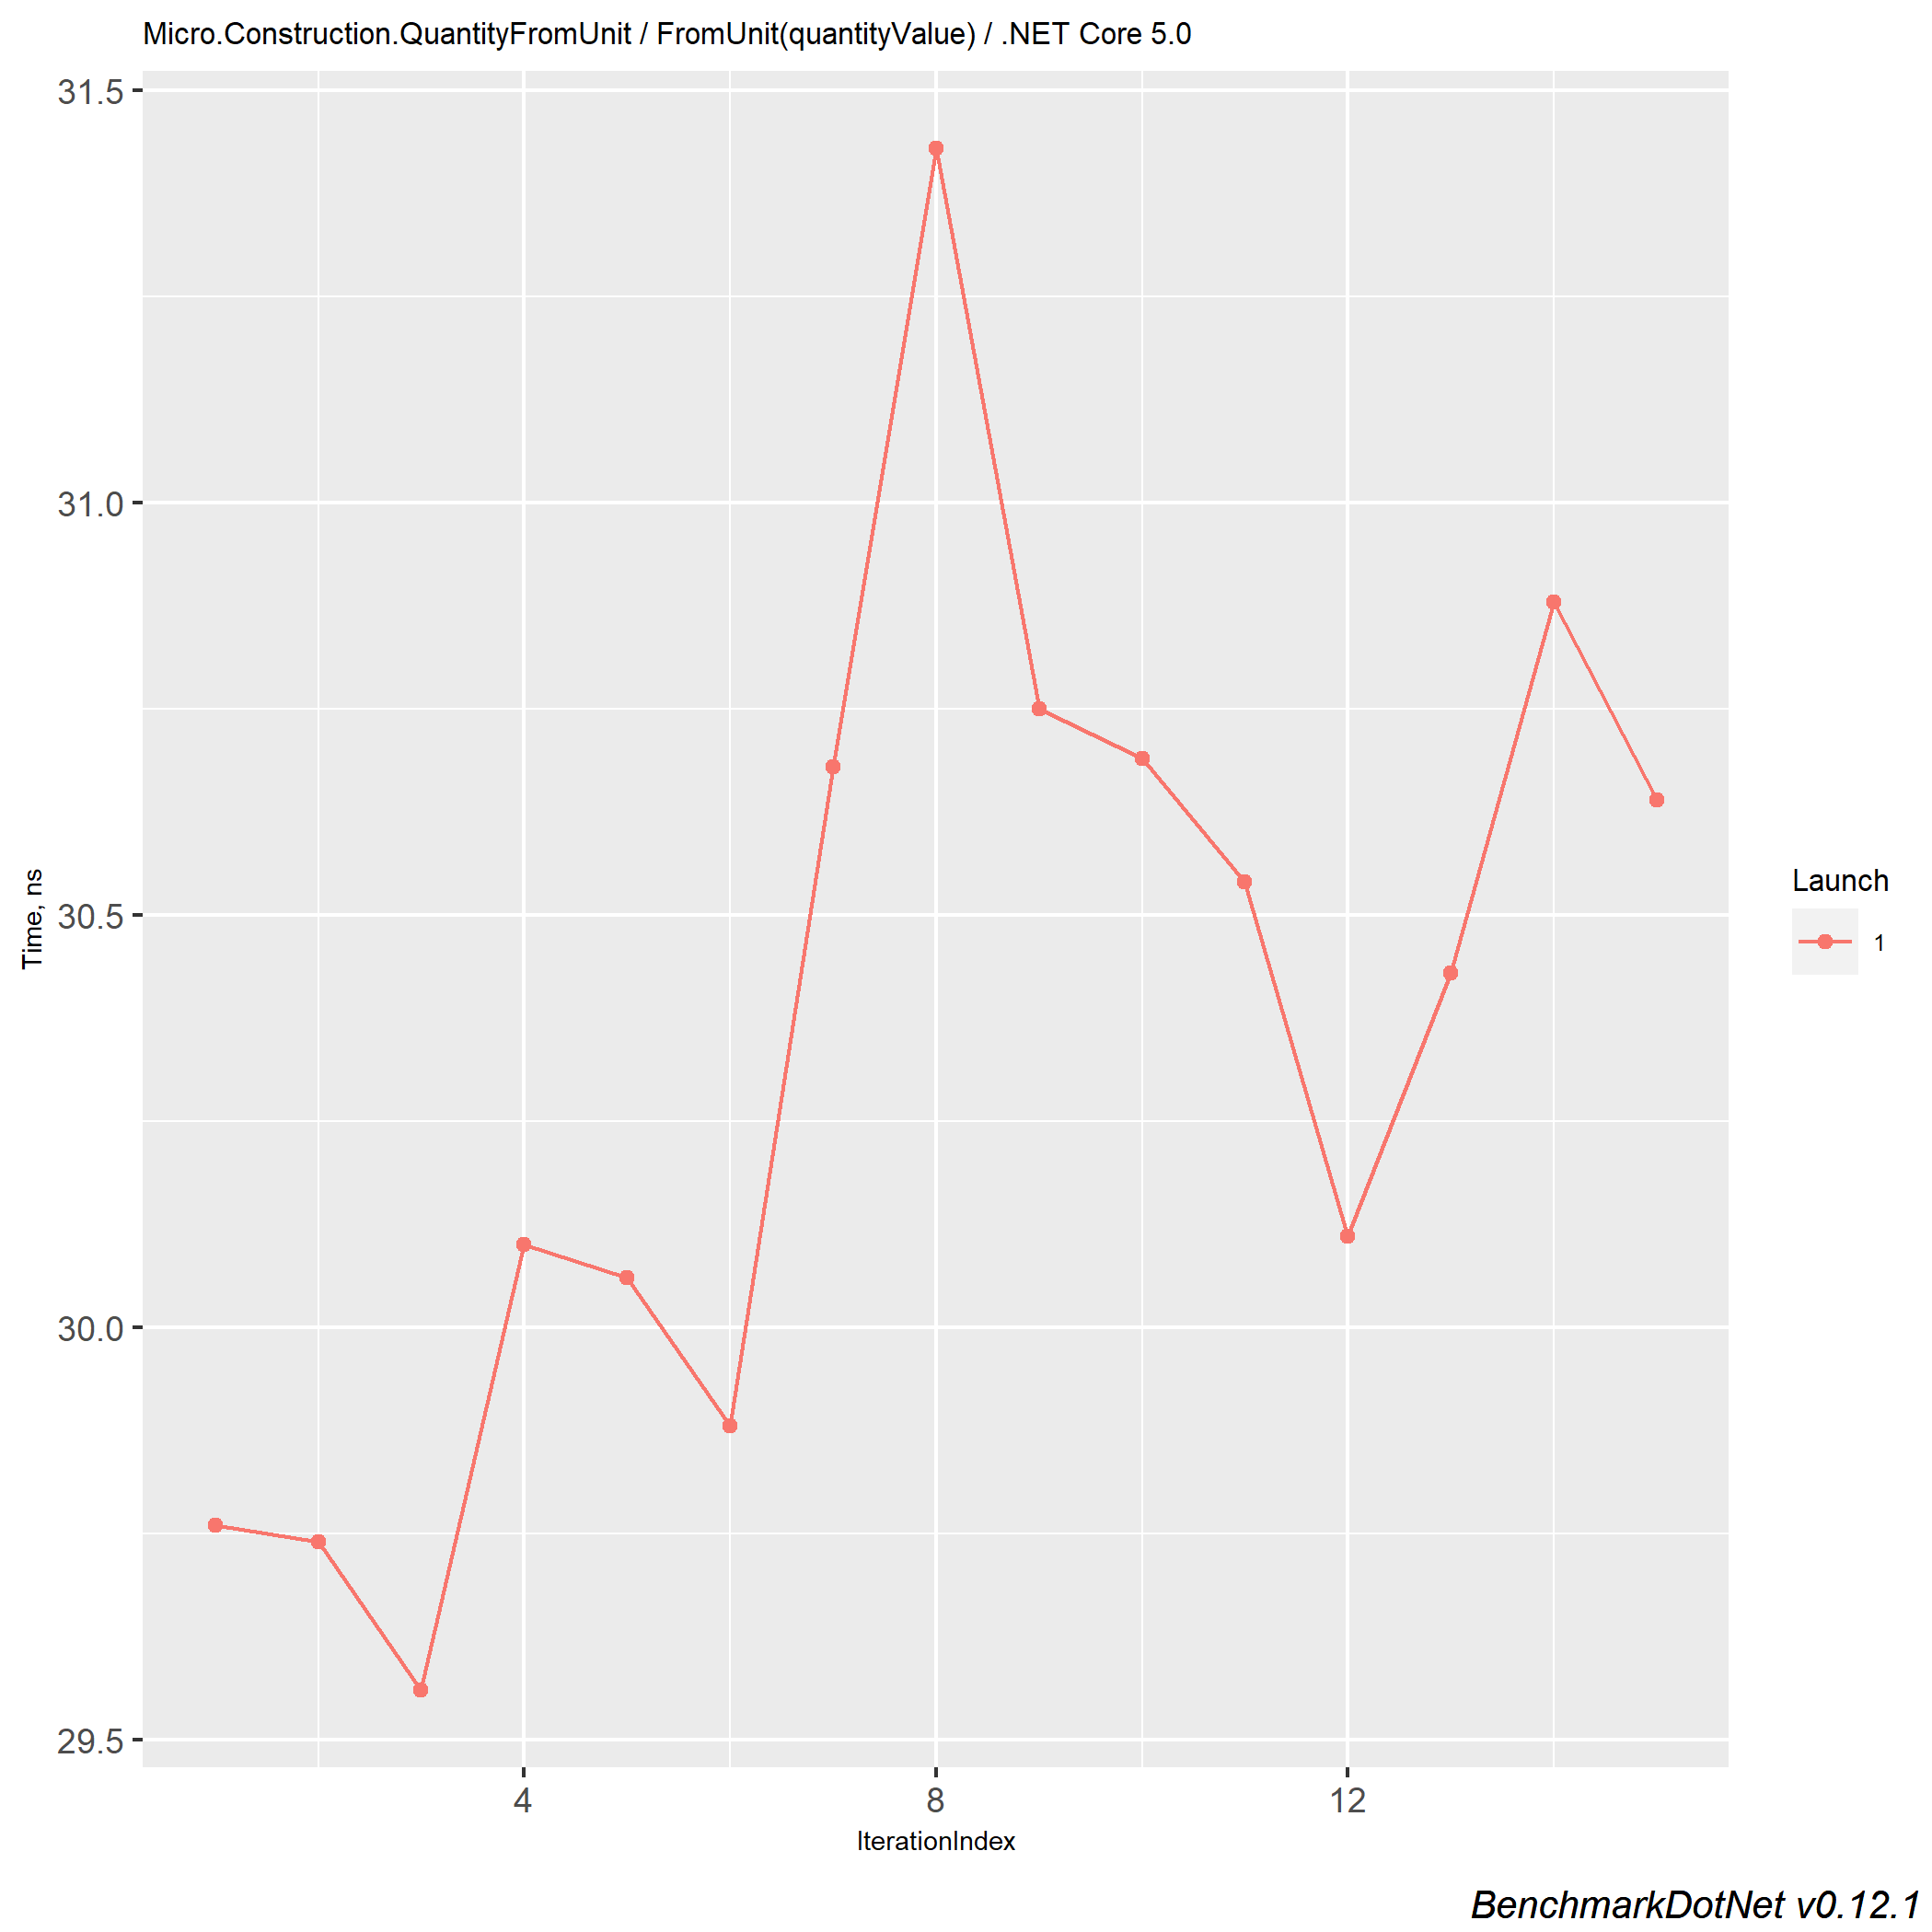 Micro.Construction.QuantityFromUnit / FromUnit(quantityValue) / .NET Core 5.0
31.5
31.0
30.5
30.0
29.5
Time, ns
4 8 12
IterationIndex
Launch
1
BenchmarkDotNet v0.12.1